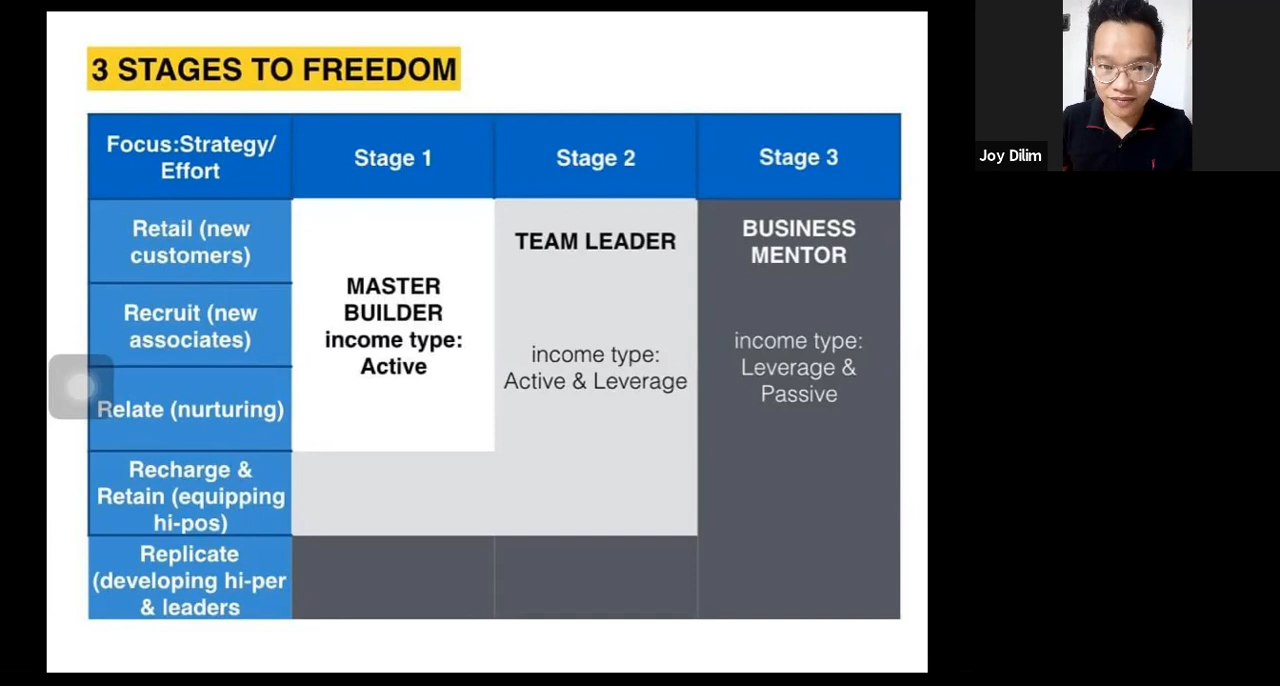 3 STAGES TO FREEDOM
Focus:Strategy/
Effort
Stage 1
Stage 2
Stage 3
Retail (new
customers)
Recruit (new
associates)
Relate (nurturing)
Recharge &
Retain (equipping
hi-pos)
Replicate
(developing hi-per
& leaders
MASTER
BUILDER
income type:
Active
TEAM LEADER
income type:
Active & Leverage
BUSINESS
MENTOR
income type:
Leverage &
Passive
Joy Dilim